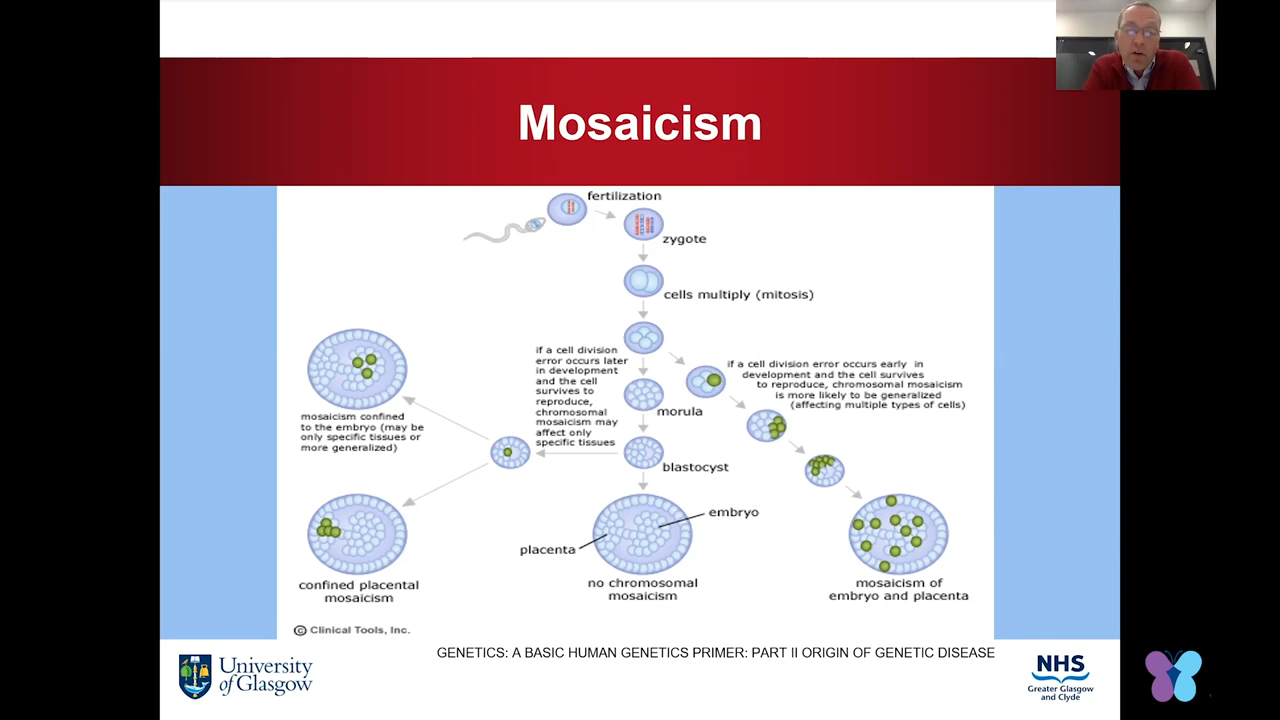 Mosaicism
fertilization
zygote
cells multiply (mitosis)
if a cell division
error occurs later
in development
and the cell
survives to
reproduce,
chromosomal
mosaicism may
affect only
specific tissues
if a cell division error occurs early in
development and the cell survives
to reproduce, chromosomal mosaicism
is more likely to be generalized
(affecting multiple types of cells)
morula
mosaicism confined
to the embryo (may be
only specific tissues or
more generalized)
blastocyst
embryo
placenta
confined placental
mosaicism
no chromosomal
mosaicism
mosaicism of
embryo and placenta
© Clinical Tools, Inc.
GENETICS: A BASIC HUMAN GENETICS PRIMER: PART II ORIGIN OF GENETIC DISEASE
University
of Glasgow
NHS
Greater Glasgow
and Clyde